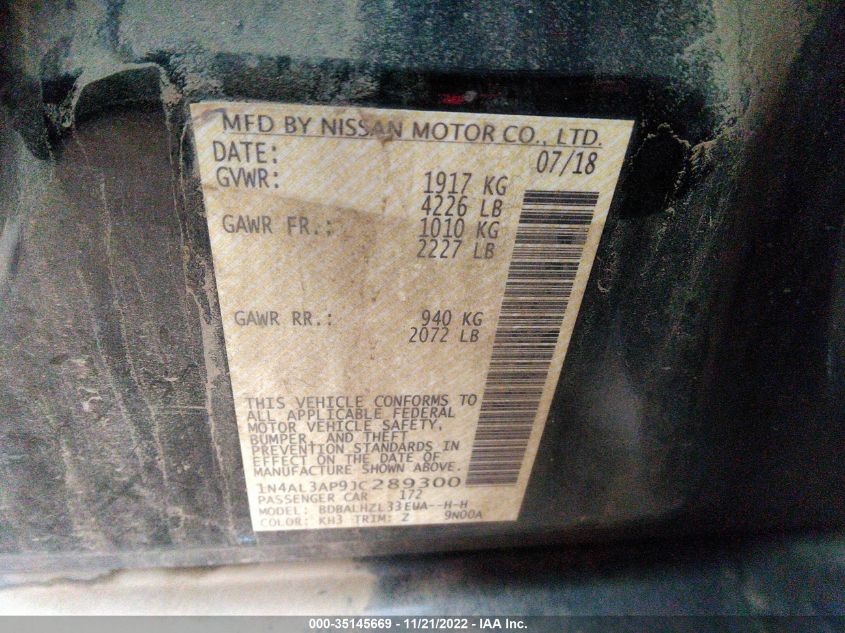 MFD BY NISSAN MOTOR CO., LTD.
DATE: 07/18
GVWR: 1917 KG
4226 LB
GAWR FR.: 1010 KG
2227 LB
GAWR RR.: 940 KG
2072 LB
THIS VEHICLE CONFORMS TO
ALL APPLICABLE FEDERAL
MOTOR VEHICLE SAFETY,
BUMPER, AND THEFT
PREVENTION STANDARDS IN
EFFECT ON THE DATE OF
MANUFACTURE SHOWN ABOVE.
1N4AL3AP9JC289300
PASSENGER CAR 172
MODEL: BDBALHZL33EUA--H-H
COLOR: KH3 TRIM: Z 9N00A
000-35145669 - 11/21/2022 - IAA Inc.